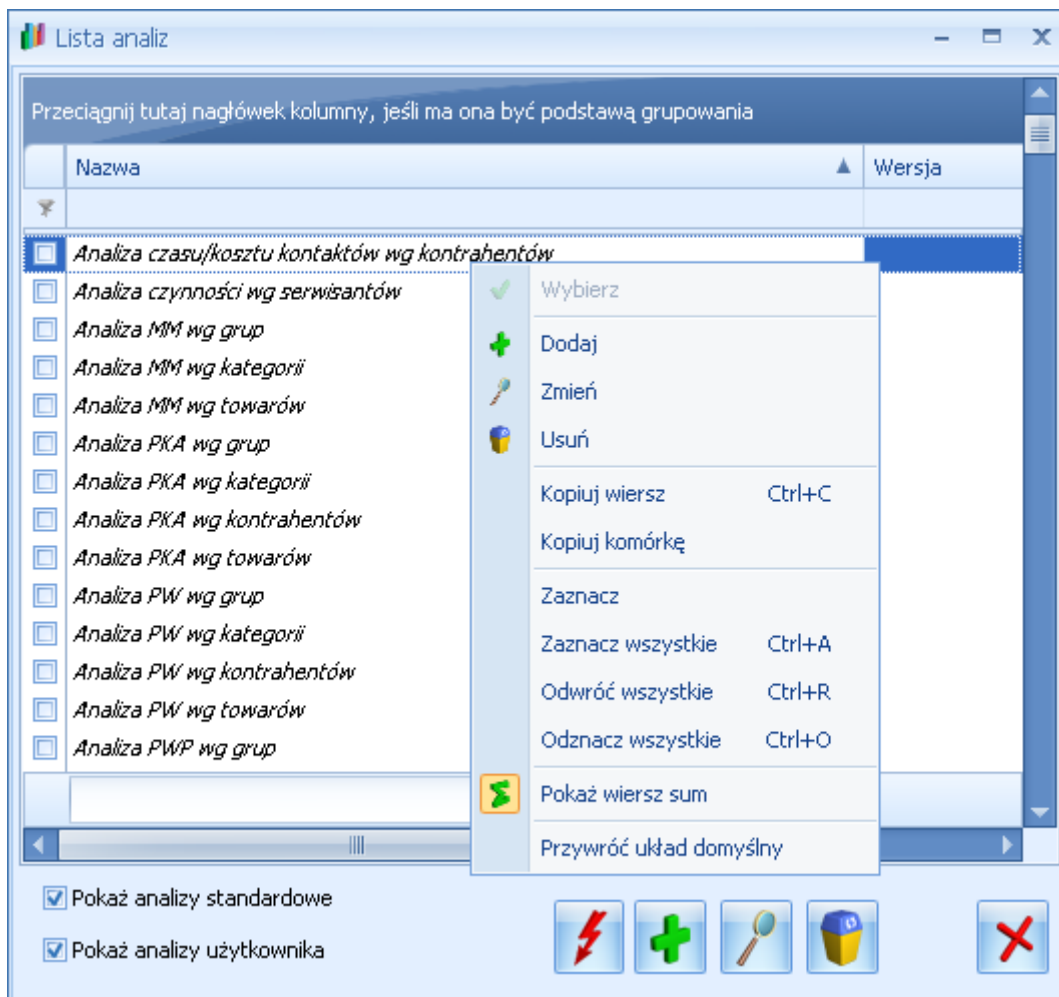 Lista analiz
Przeciągnij tutaj nagłówek kolumny, jeśli ma ona być podstawą grupowania
Nazwa Wersja
Analiza czasu/kosztu kontaktów wg kontrahentów
Analiza czynności wg serwisantów
Analiza MM wg grup
Analiza MM wg kategorii
Analiza MM wg towarów
Analiza PKA wg grup
Analiza PKA wg kategorii
Analiza PKA wg kontrahentów
Analiza PKA wg towarów
Analiza PW wg grup
Analiza PW wg kategorii
Analiza PW wg kontrahentów
Analiza PW wg towarów
Analiza PWP wg grup
Wybierz
Dodaj
Zmień
Usuń
Kopiuj wiersz Ctrl+C
Kopiuj komórkę
Zaznacz
Zaznacz wszystkie Ctrl+A
Odwróć wszystkie Ctrl+R
Odznacz wszystkie Ctrl+O
Pokaż wiersz sum
Przywróć układ domyślny
Pokaż analizy standardowe
Pokaż analizy użytkownika